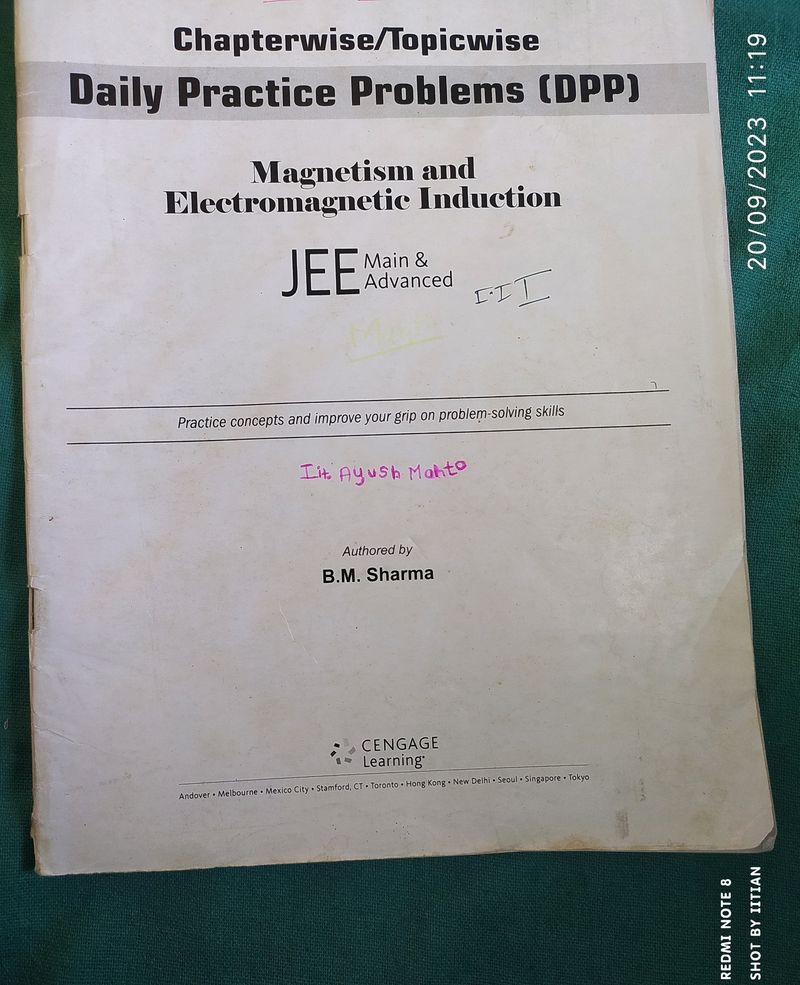 Chapterwise/Topicwise
Daily Practice Problems (DPP)
Magnetism and
Electromagnetic Induction
JEE Main &
Advanced
I.I T
Practice concepts and improve your grip on problem-solving skills
Iit Ayush Mahto
Authored by
B.M. Sharma
CENGAGE
Learning
Andover • Melbourne • Mexico City • Stamford, CT • Toronto • Hong Kong • New Delhi • Seoul • Singapore • Tokyo
20/09/2023 11:19
REDMI NOTE 8
SHOT BY IITIAN